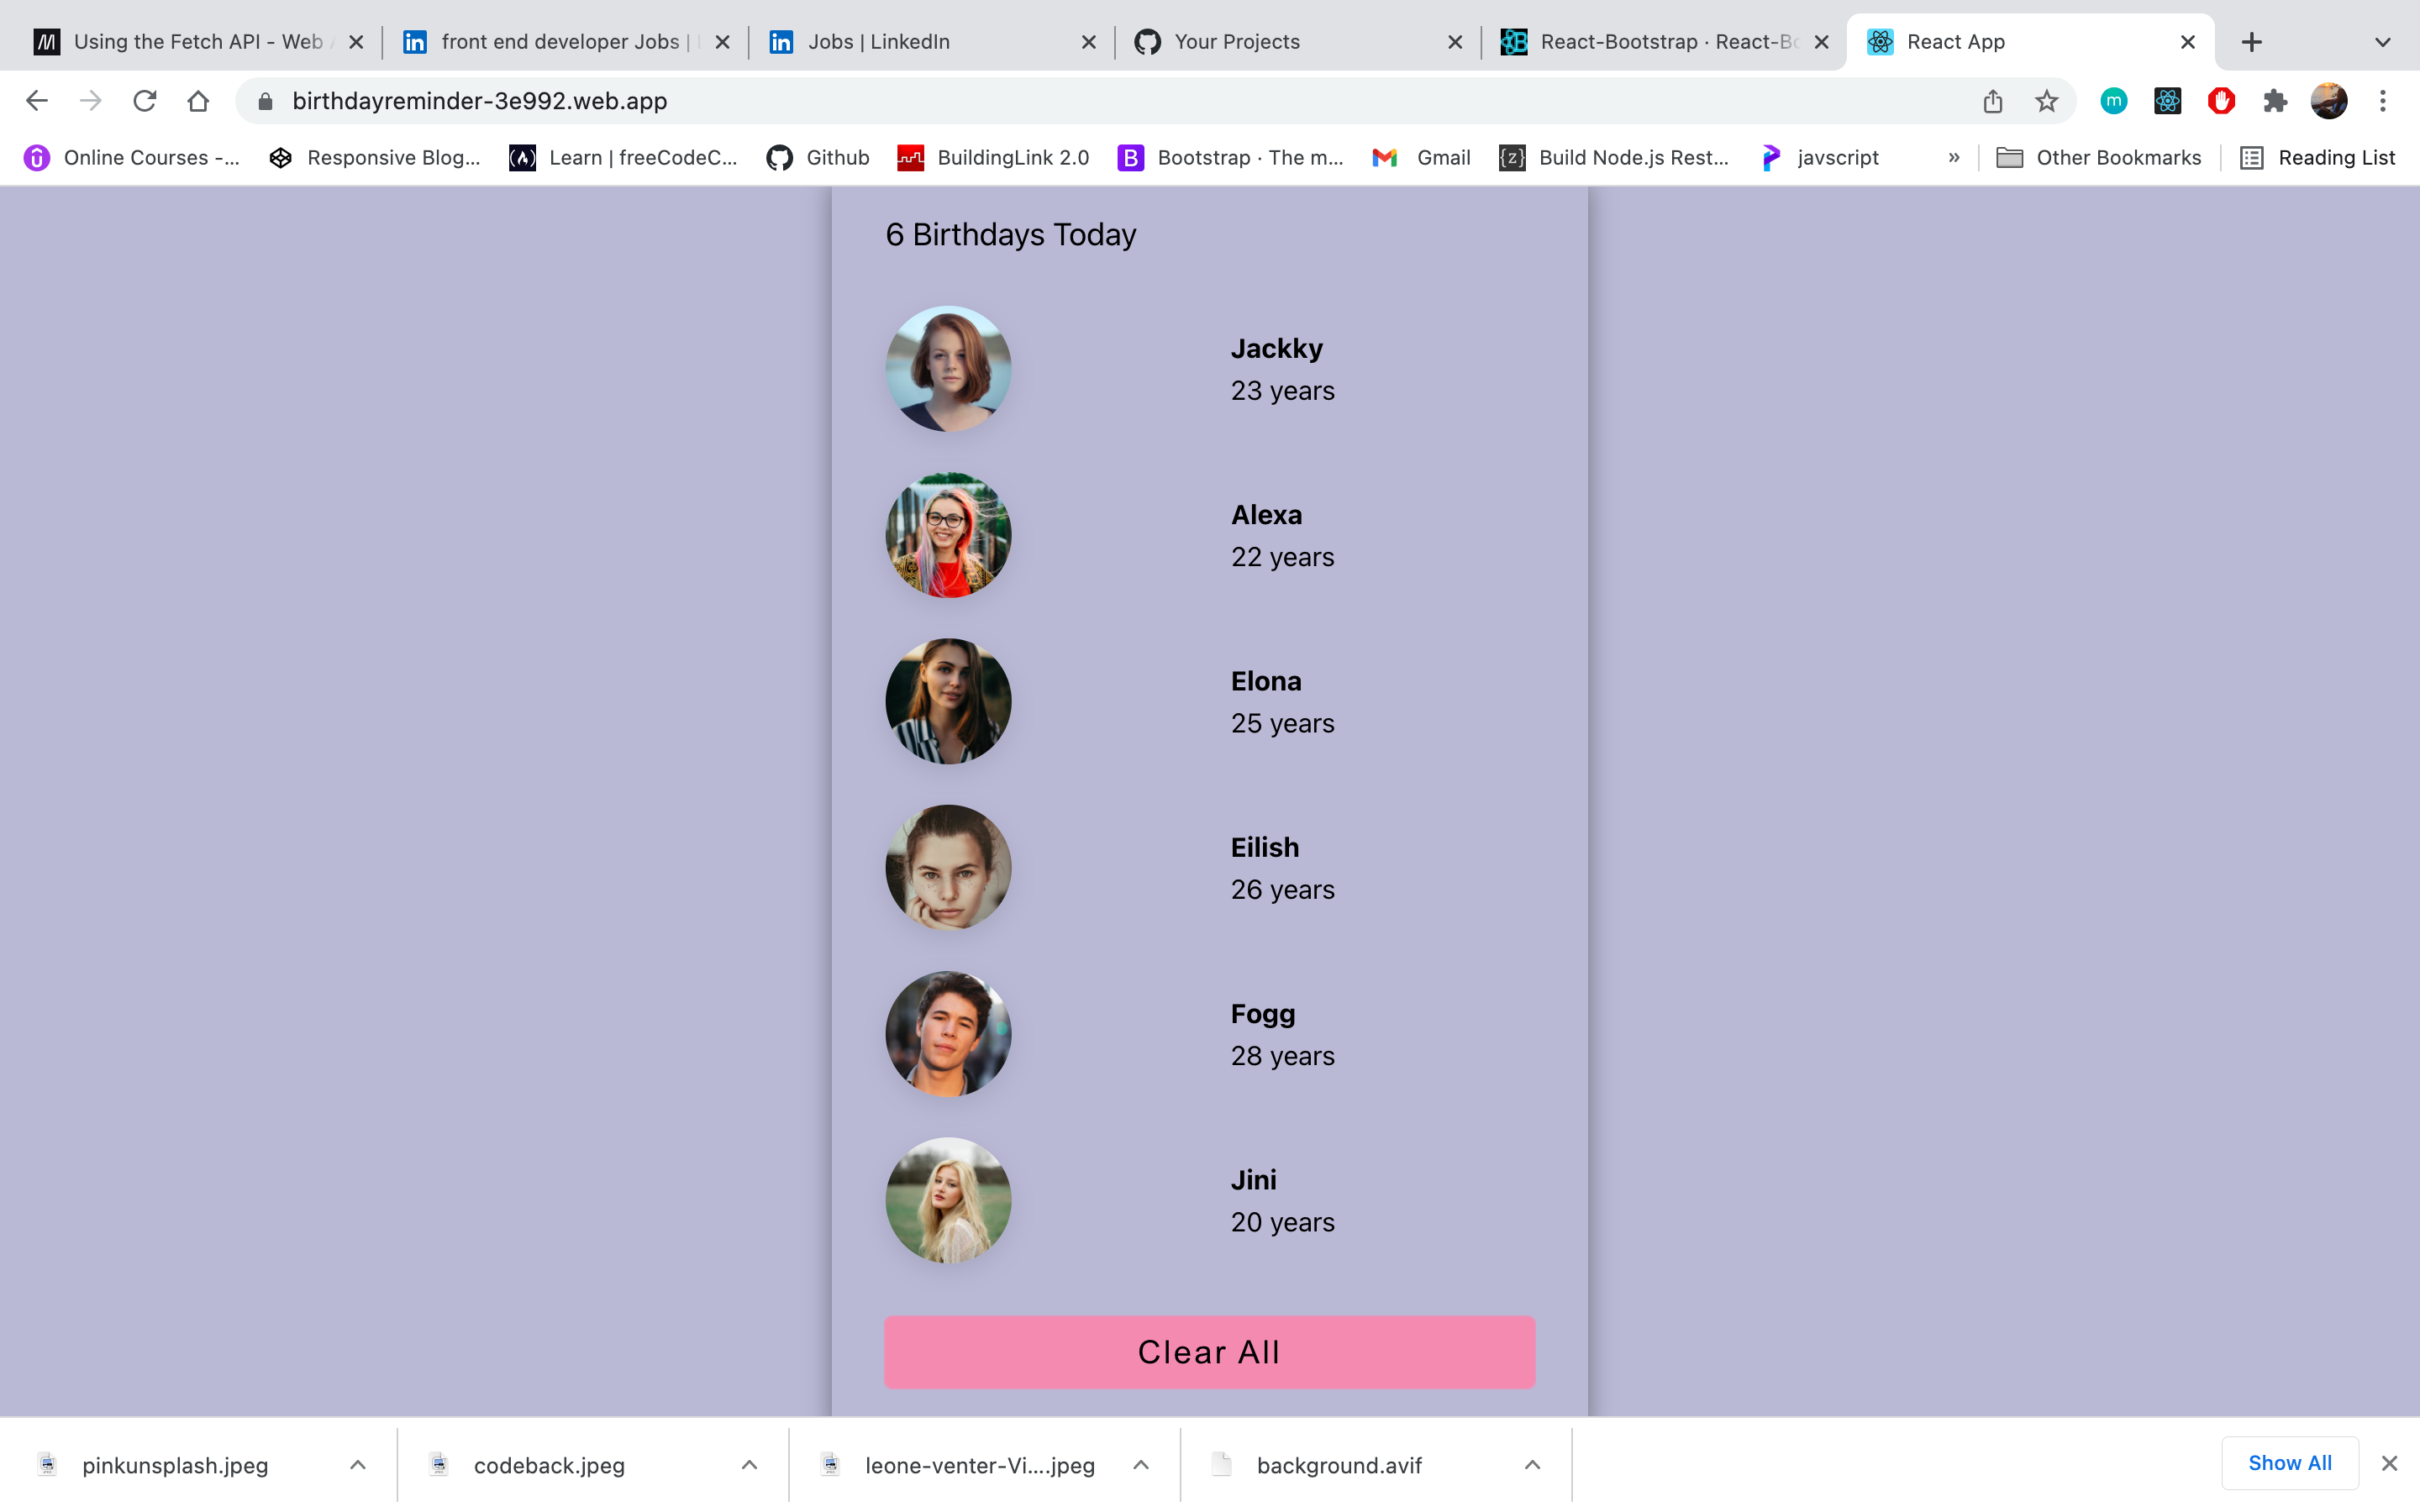 Using the Fetch API - Web
front end developer Jobs |
Jobs | LinkedIn
Your Projects
React-Bootstrap · React-Bo
React App
birthdayreminder-3e992.web.app
m
Online Courses -...
Responsive Blog...
Learn | freeCodeC...
Github
BuildingLink 2.0
B
Bootstrap · The m...
Gmail
{z}
Build Node.js Rest...
javscript
»
Other Bookmarks
Reading List
6 Birthdays Today
Jackky
23 years
Alexa
22 years
Elona
25 years
Eilish
26 years
Fogg
28 years
Jini
20 years
Clear All
pinkunsplash.jpeg
codeback.jpeg
leone-venter-Vi....jpeg
background.avif
Show All